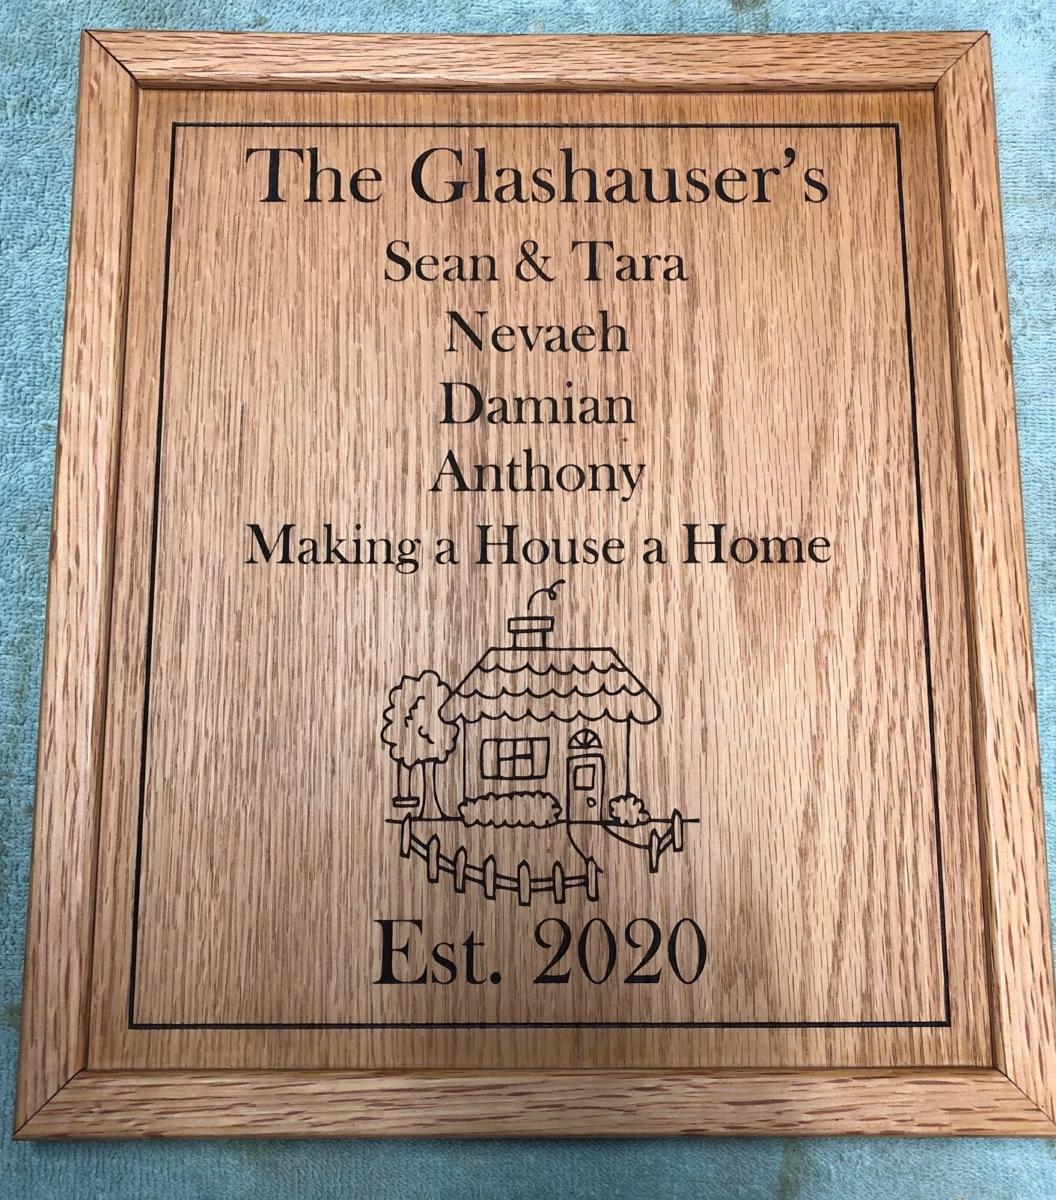 The Glashauser’s
Sean & Tara
Nevaeh
Damian
Anthony
Making a House a Home
Est. 2020